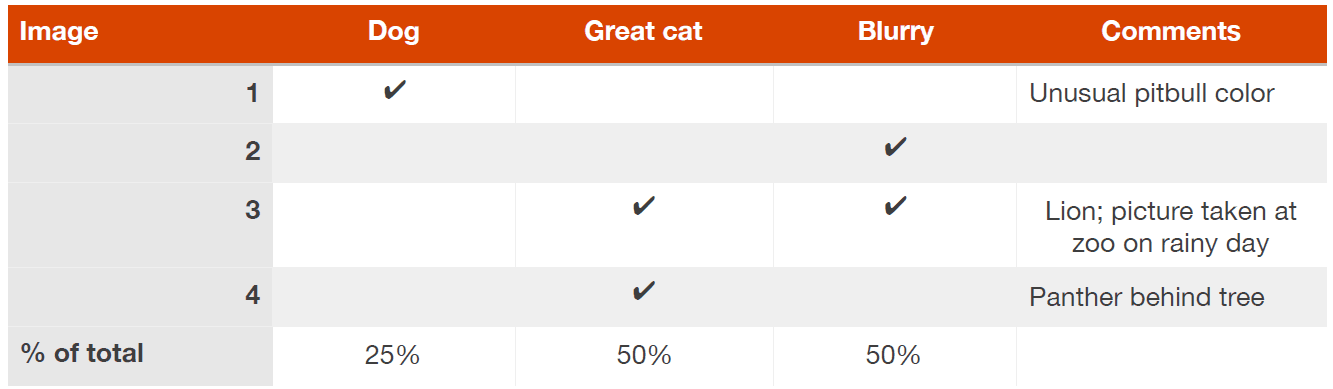 Image Dog Great cat Blurry Comments
1 ✔ Unusual pitbull color
2 ✔
3 ✔ ✔ Lion; picture taken at
zoo on rainy day
4 ✔ Panther behind tree
% of total 25% 50% 50%